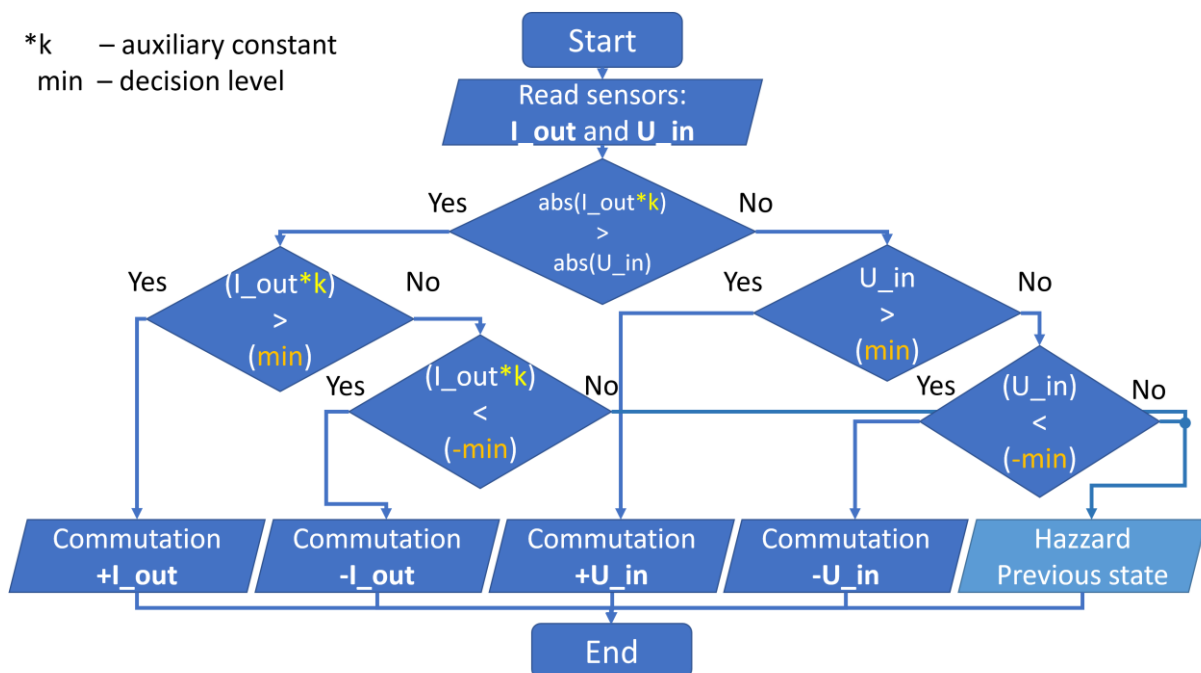 *k – auxiliary constant
min – decision level
Start
Read sensors:
I_out and U_in
Yes
abs(I_out*k)
>
abs(U_in)
No
Yes
(I_out*k)
>
(min)
No
Yes
U_in
>
(min)
No
Yes
(I_out*k)
<
(-min)
No
Yes
(U_in)
<
(-min)
No
Commutation
+I_out
Commutation
-I_out
Commutation
+U_in
Commutation
-U_in
Hazzard
Previous state
End